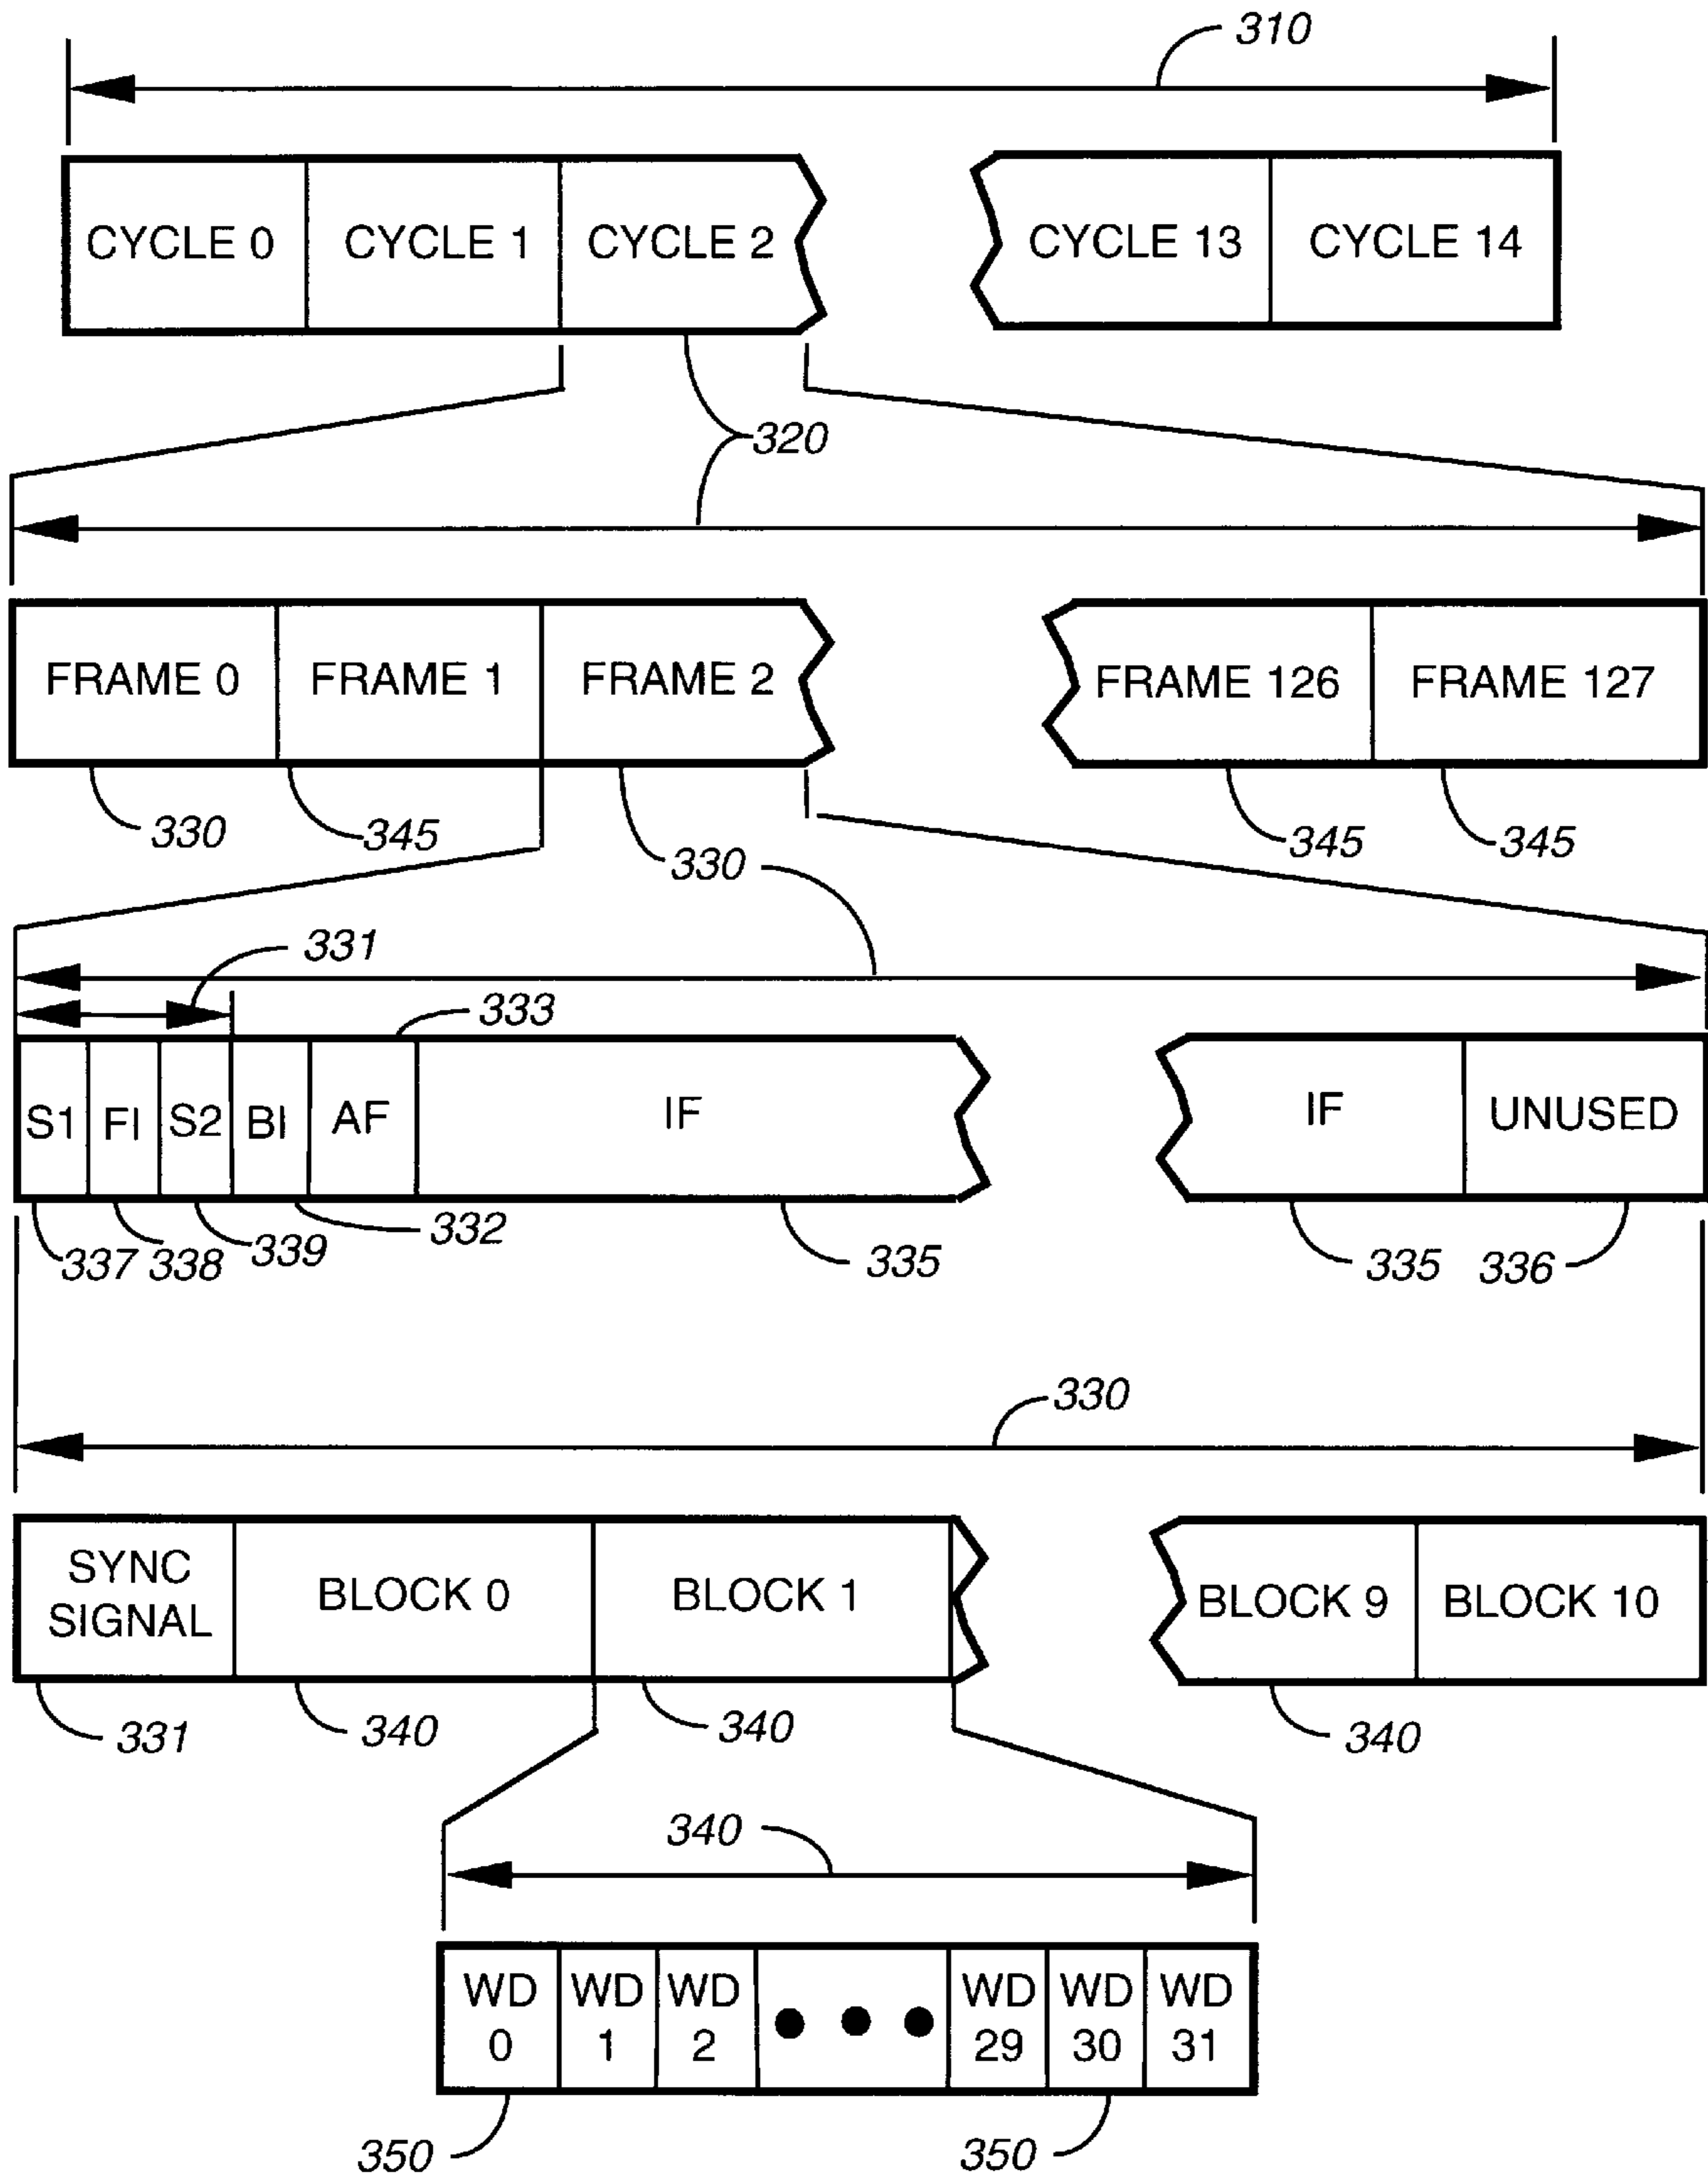 310
CYCLE 0 CYCLE 1 CYCLE 2 CYCLE 13 CYCLE 14
320
FRAME 0 FRAME 1 FRAME 2 FRAME 126 FRAME 127
330 345 330 345 345
331
333
S1 FI S2 BI AF IF IF UNUSED
337 338 339 332 335 335 336
330
SYNC
SIGNAL BLOCK 0 BLOCK 1 BLOCK 9 BLOCK 10
331 340 340 340
340
WD WD WD WD WD WD
0 1 2 29 30 31
350 350